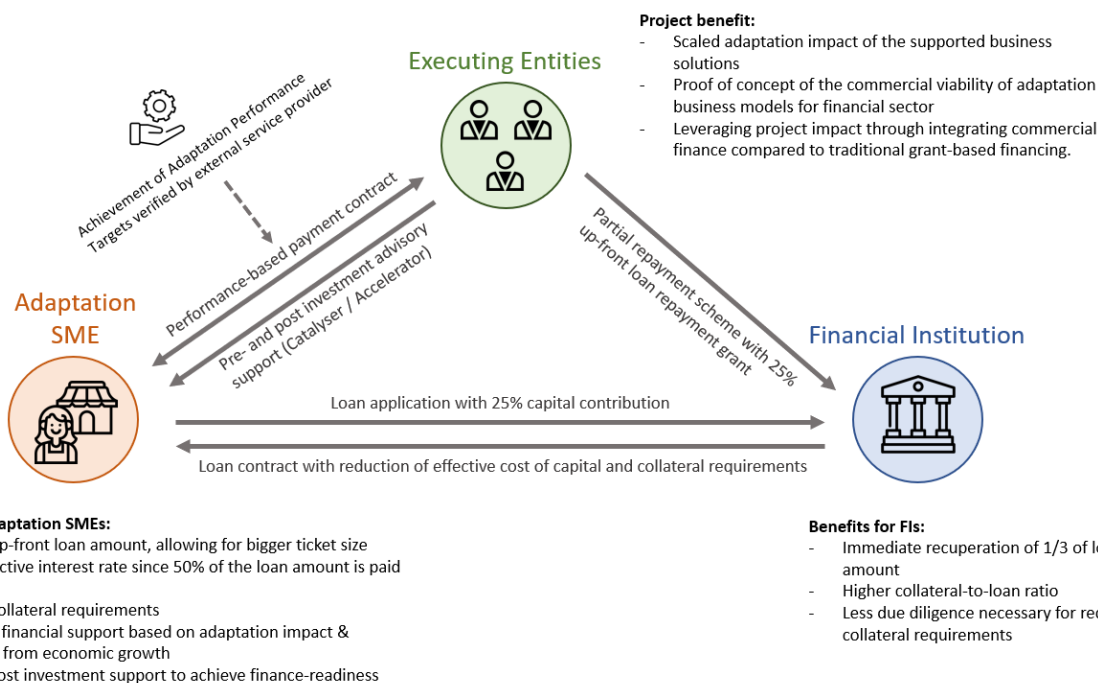 Project benefit:
- Scaled adaptation impact of the supported business
solutions
- Proof of concept of the commercial viability of adaptation
business models for financial sector
- Leveraging project impact through integrating commercial
finance compared to traditional grant-based financing.
Executing Entities
Achievement of Adaptation Performance
Targets verified by external service provider
Performance-based payment contract
Pre- and post investment advisory
support (Catalyser / Accelerator)
Partial repayment scheme with 25%
up-front loan repayment grant
Adaptation
SME
Financial Institution
Loan application with 25% capital contribution
Loan contract with reduction of effective cost of capital and collateral requirements
aptation SMEs:
p-front loan amount, allowing for bigger ticket size
ctive interest rate since 50% of the loan amount is paid
ollateral requirements
financial support based on adaptation impact &
from economic growth
ost investment support to achieve finance-readiness
Benefits for FIs:
- Immediate recuperation of 1/3 of lo
amount
- Higher collateral-to-loan ratio
- Less due diligence necessary for red
collateral requirements